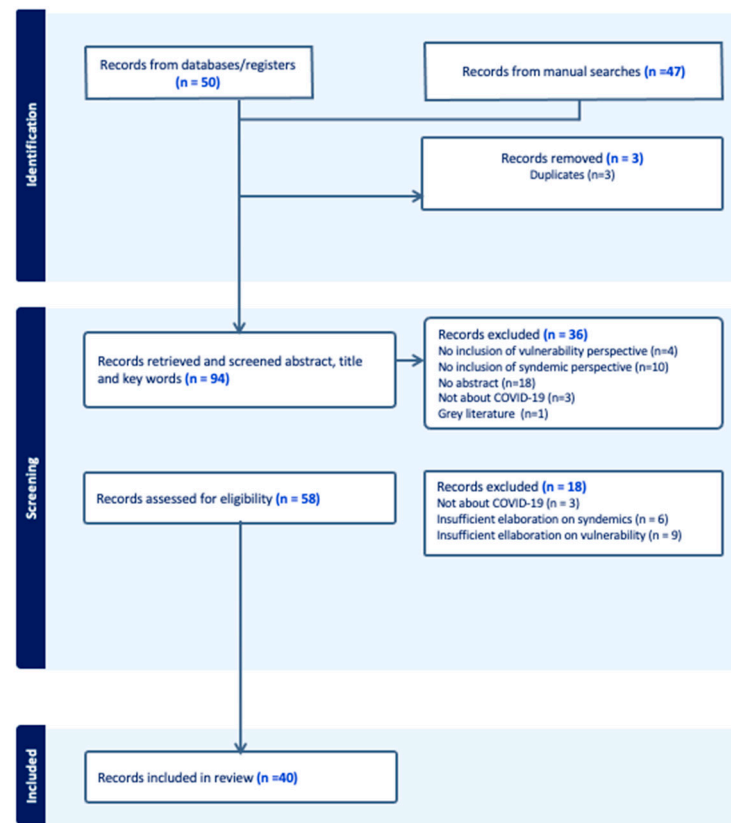 Identification
Records from databases/registers
(n = 50)
Records from manual searches (n =47)
Records removed (n = 3)
Duplicates (n=3)
Screening
Records retrieved and screened abstract, title
and key words (n = 94)
Records excluded (n = 36)
No inclusion of vulnerability perspective (n=4)
No inclusion of syndemic perspective (n=10)
No abstract (n=18)
Not about COVID-19 (n=3)
Grey literature (n=1)
Records assessed for eligibility (n = 58)
Records excluded (n = 18)
Not about COVID-19 (n = 3)
Insufficient elaboration on syndemics (n = 6)
Insufficient ellaboration on vulnerability (n = 9)
Included
Records included in review (n =40)